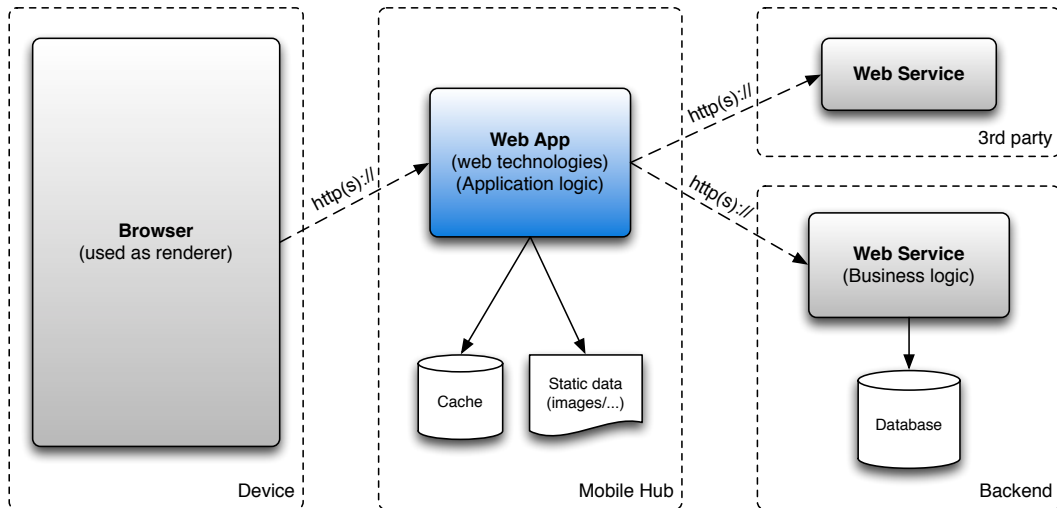 Browser
(used as renderer)
Device
http(s)://
Web App
(web technologies)
(Application logic)
Cache
Static data
(images/...)
Mobile Hub
http(s)://
http(s)://
Web Service
3rd party
Web Service
(Business logic)
Database
Backend